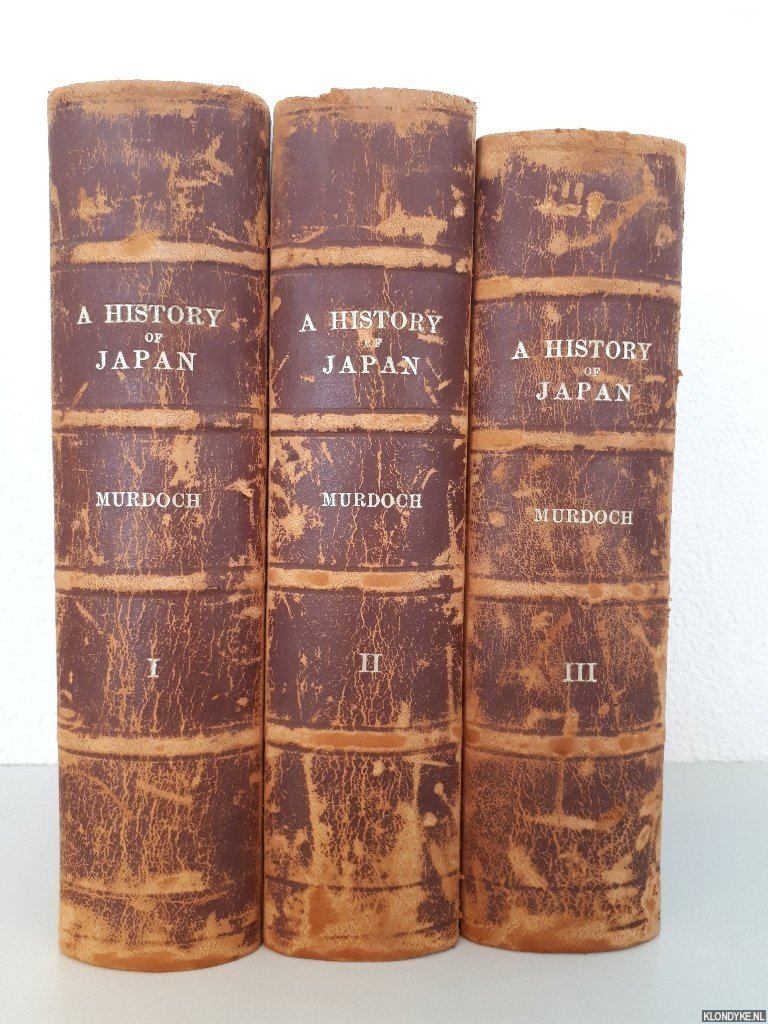 A HISTORY
OF
JAPAN
MURDOCH
I
A HISTORY
OF
JAPAN
MURDOCH
II
A HISTORY
OF
JAPAN
MURDOCH
III
KLONDYKE.NL